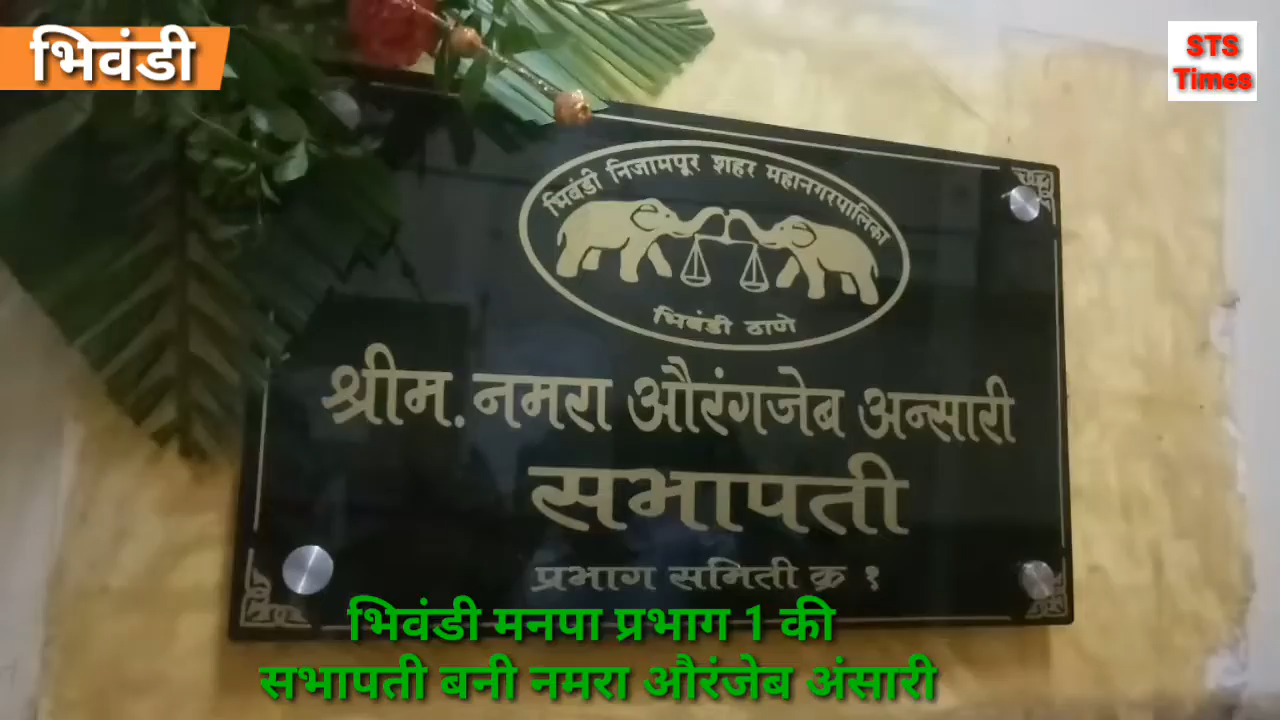 भिवंडी
STS
Times
भिवंडी निजामपूर शहर महानगरपालिका
भिवंडी ठाणे
श्रीम. नमरा औरंगजेब अन्सारी
सभापती
प्रभाग समिती क्र १
भिवंडी मनपा प्रभाग 1 की
सभापती बनी नमरा औरंजेब अंसारी